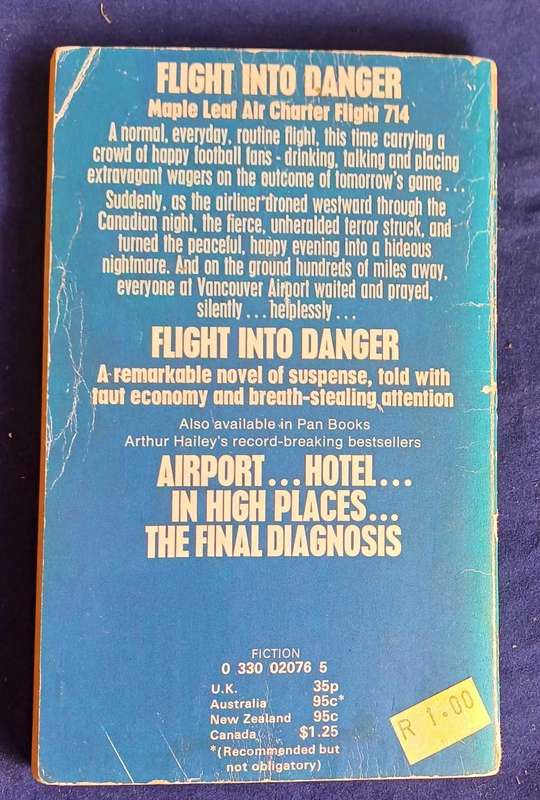 FLIGHT INTO DANGER
Maple Leaf Air Charter Flight 714
A normal, everyday, routine flight, this time carrying a
crowd of happy football fans - drinking, talking and placing
extravagant wagers on the outcome of tomorrow's game...
Suddenly, as the airliner droned westward through the
Canadian night, the fierce, unheralded terror struck, and
turned the peaceful, happy evening into a hideous
nightmare. And on the ground hundreds of miles away,
everyone at Vancouver Airport waited and prayed,
silently... helplessly...
FLIGHT INTO DANGER
A remarkable novel of suspense, told with
taut economy and breath-stealing attention
Also available in Pan Books
Arthur Hailey's record-breaking bestsellers
AIRPORT... HOTEL...
IN HIGH PLACES...
THE FINAL DIAGNOSIS
FICTION
0 330 02076 5
U.K. 35p
Australia 95c*
New Zealand 95c
Canada $1.25
*(Recommended but
not obligatory)
R 1.00